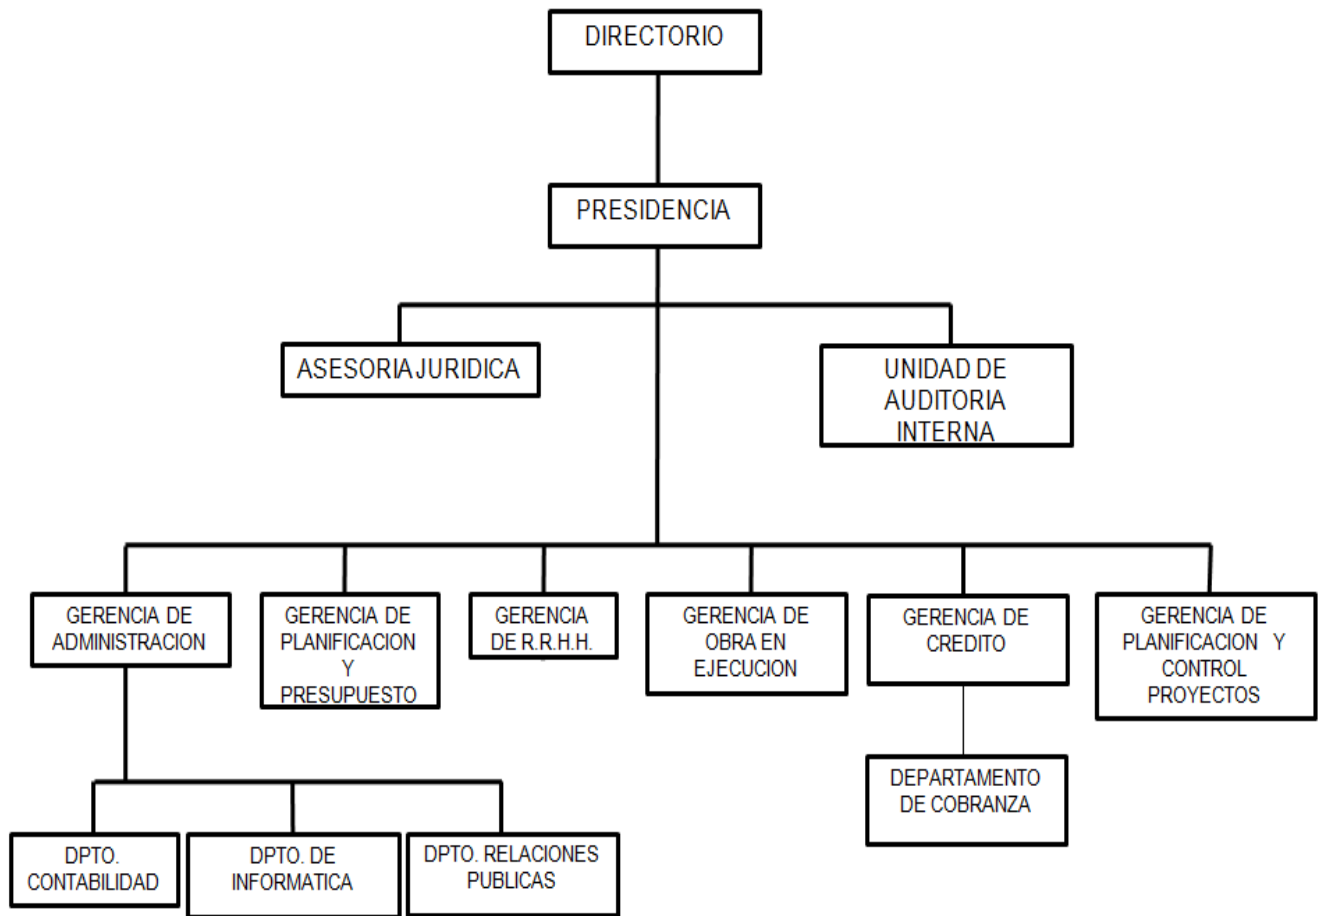 DIRECTORIO
PRESIDENCIA
ASESORIA JURIDICA
UNIDAD DE
AUDITORIA
INTERNA
GERENCIA DE
ADMINISTRACION
GERENCIA DE
PLANIFICACION
Y
PRESUPUESTO
GERENCIA
DE R.R.H.H.
GERENCIA DE
OBRA EN
EJECUCION
GERENCIA DE
CREDITO
GERENCIA DE
PLANIFICACION Y
CONTROL
PROYECTOS
DEPARTAMENTO
DE COBRANZA
DPTO.
CONTABILIDAD
DPTO. DE
INFORMATICA
DPTO. RELACIONES
PUBLICAS